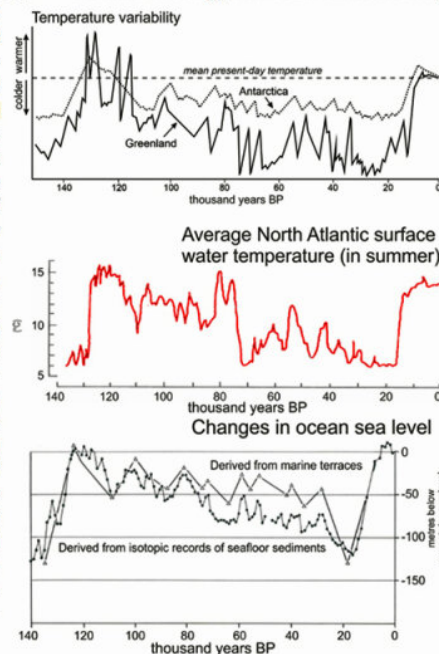 Temperature variability
colder warmer
mean present-day temperature
Antarctica
Greenland
140 120 100 80 60 40 20 0
thousand years BP
Average North Atlantic surface
water temperature (in summer)
15
(°C)
10
5
140 120 100 80 60 40 20 0
thousand years BP
Changes in ocean sea level
0
Derived from marine terraces
-50
metres below
-100
Derived from isotopic records of seafloor sediments
-150
140 120 100 80 60 40 20 0
thousand years BP